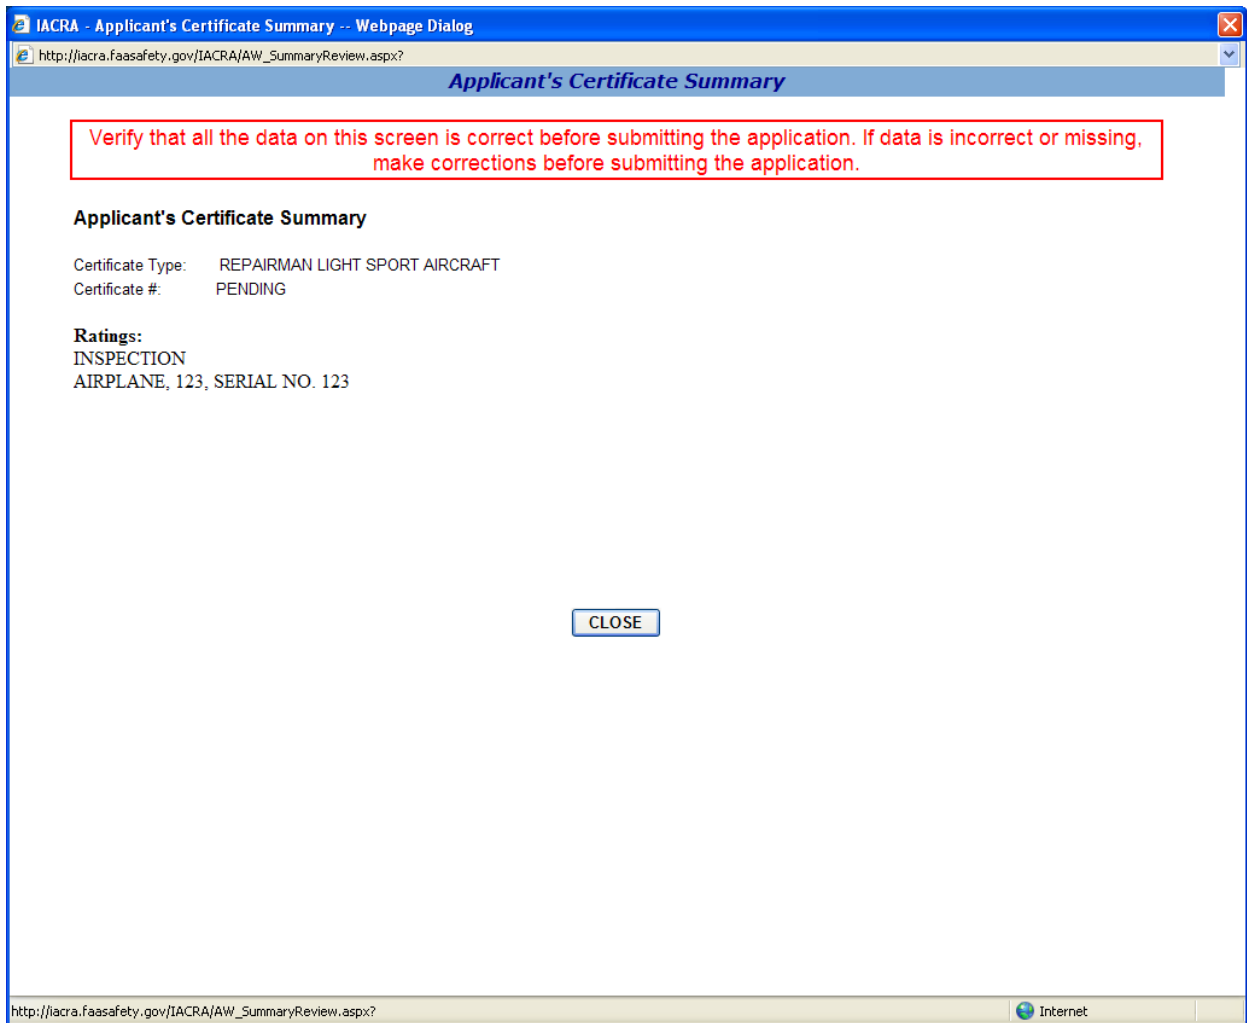 IACRA - Applicant's Certificate Summary -- Webpage Dialog
http://iacra.faasafety.gov/IACRA/AW_SummaryReview.aspx?
Applicant's Certificate Summary
Verify that all the data on this screen is correct before submitting the application. If data is incorrect or missing,
make corrections before submitting the application.
Applicant's Certificate Summary
Certificate Type: REPAIRMAN LIGHT SPORT AIRCRAFT
Certificate #: PENDING
Ratings:
INSPECTION
AIRPLANE, 123, SERIAL NO. 123
CLOSE
http://iacra.faasafety.gov/IACRA/AW_SummaryReview.aspx? Internet